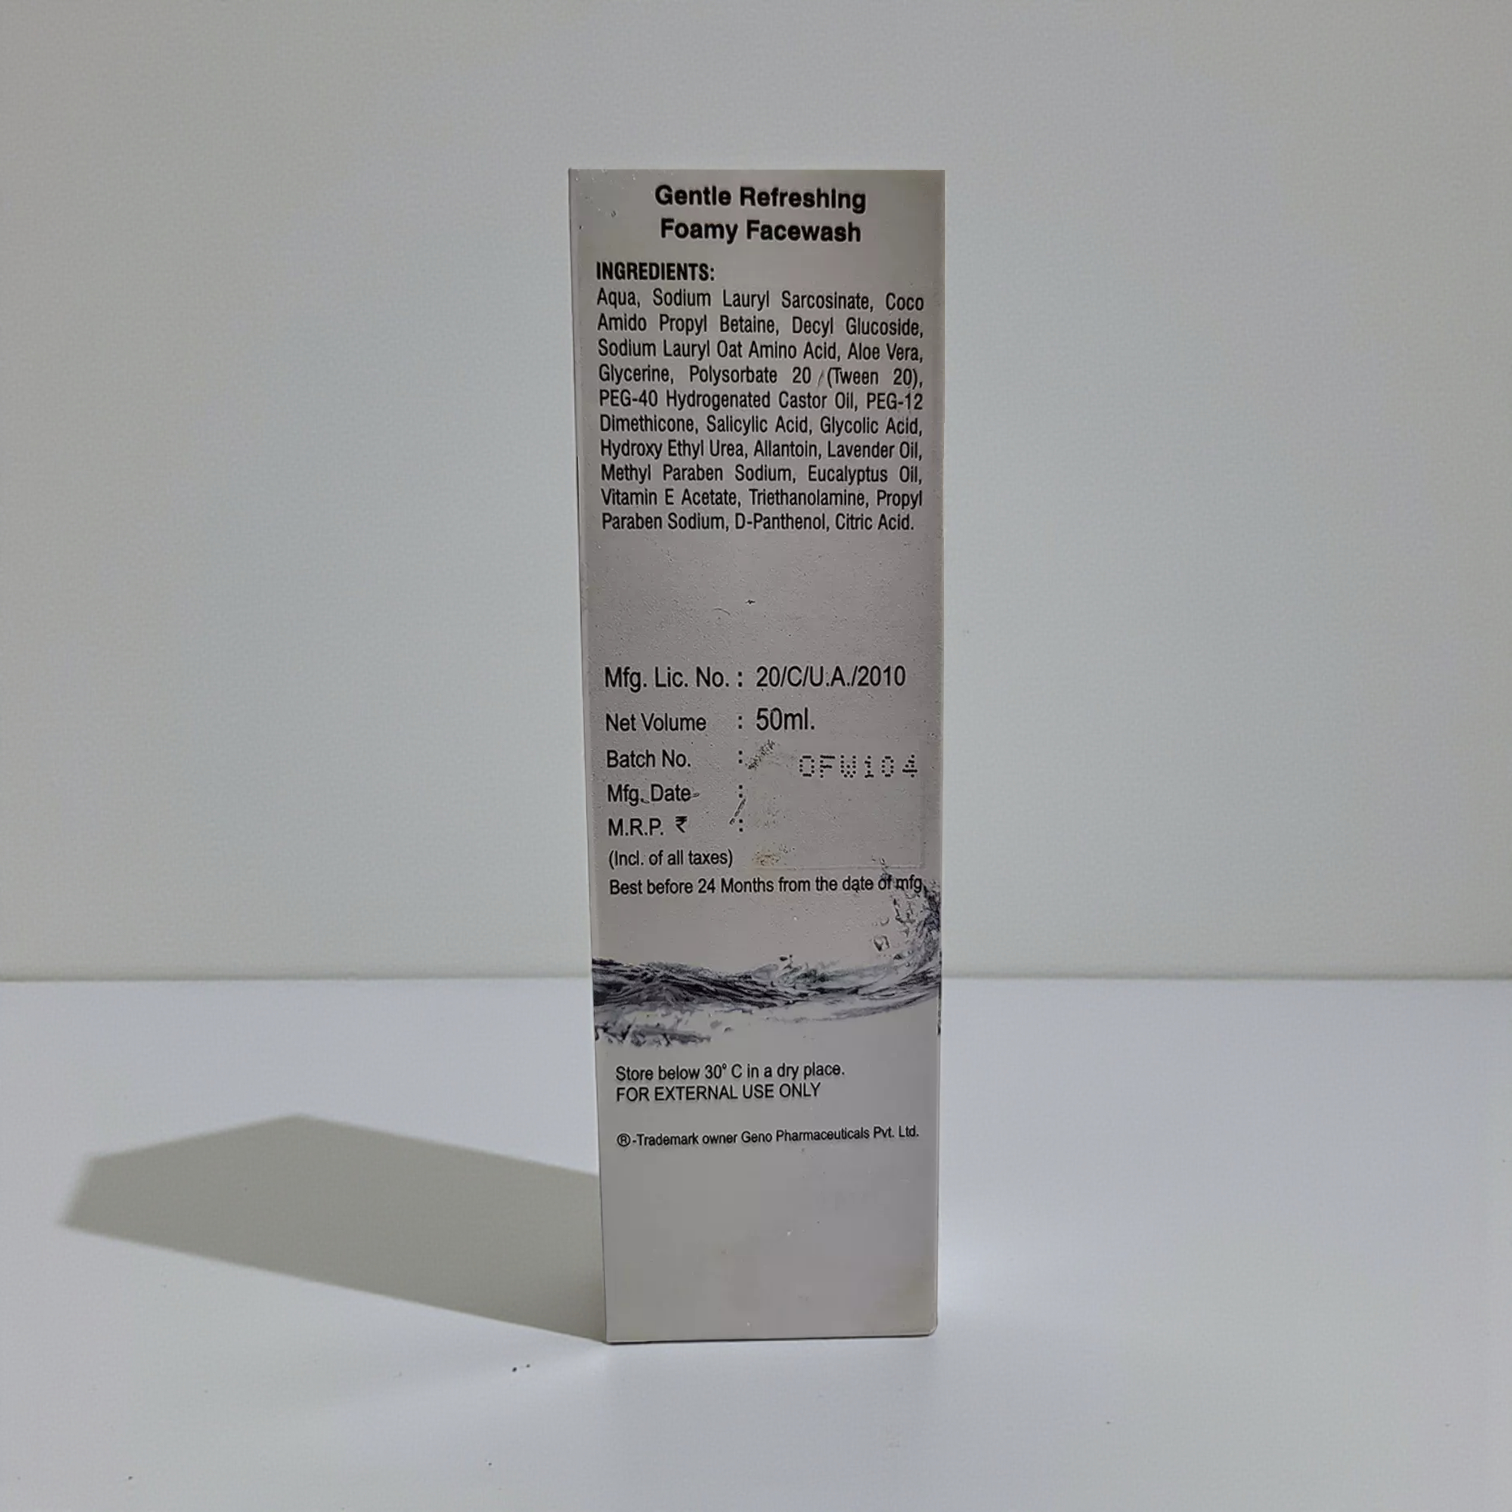 Gentle Refreshing
Foamy Facewash
INGREDIENTS:
Aqua, Sodium Lauryl Sarcosinate, Coco
Amido Propyl Betaine, Decyl Glucoside,
Sodium Lauryl Oat Amino Acid, Aloe Vera,
Glycerine, Polysorbate 20 (Tween 20),
PEG-40 Hydrogenated Castor Oil, PEG-12
Dimethicone, Salicylic Acid, Glycolic Acid,
Hydroxy Ethyl Urea, Allantoin, Lavender Oil,
Methyl Paraben Sodium, Eucalyptus Oil,
Vitamin E Acetate, Triethanolamine, Propyl
Paraben Sodium, D-Panthenol, Citric Acid.
Mfg. Lic. No. : 20/C/U.A./2010
Net Volume : 50ml.
Batch No. : OFW104
Mfg. Date :
M.R.P. ₹ :
(Incl. of all taxes)
Best before 24 Months from the date of mfg.
Store below 30° C in a dry place.
FOR EXTERNAL USE ONLY
®-Trademark owner Geno Pharmaceuticals Pvt. Ltd.